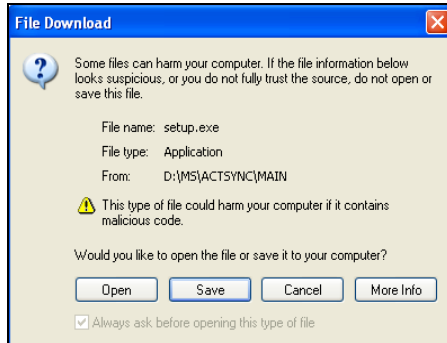 File Download
Some files can harm your computer. If the file information below
looks suspicious, or you do not fully trust the source, do not open or
save this file.
File name: setup.exe
File type: Application
From: D:\MS\ACTSYNC\MAIN
This type of file could harm your computer if it contains
malicious code.
Would you like to open the file or save it to your computer?
Open Save Cancel More Info
Always ask before opening this type of file